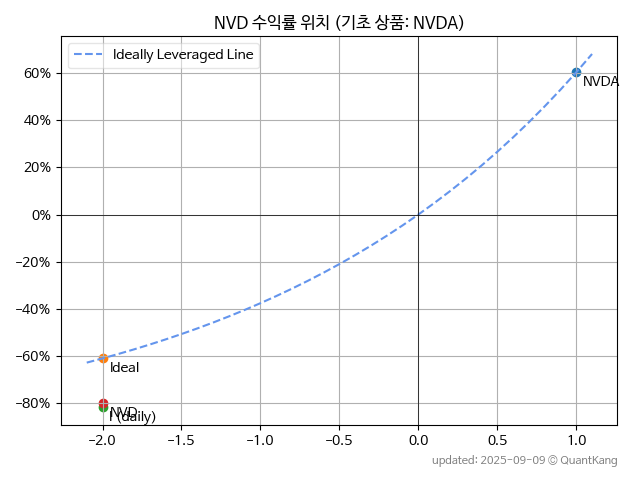 NVD 수익률 위치 (기초 상품: NVDA)
Ideally Leveraged Line
60%
40%
20%
0%
−20%
−40%
−60%
−80%
NVDA
Ideal
NVD
(daily)
−2.0 −1.5 −1.0 −0.5 0.0 0.5 1.0
updated: 2025-09-09 © QuantKang